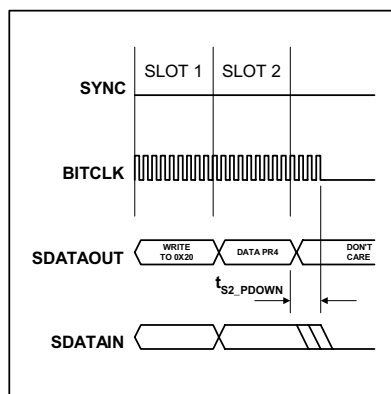 SLOT 1 SLOT 2
SYNC
BITCLK
WRITE
TO 0X20
DATA PR4
DON'T
CARE
SDATAOUT
tS2_PDOWN
SDATAIN